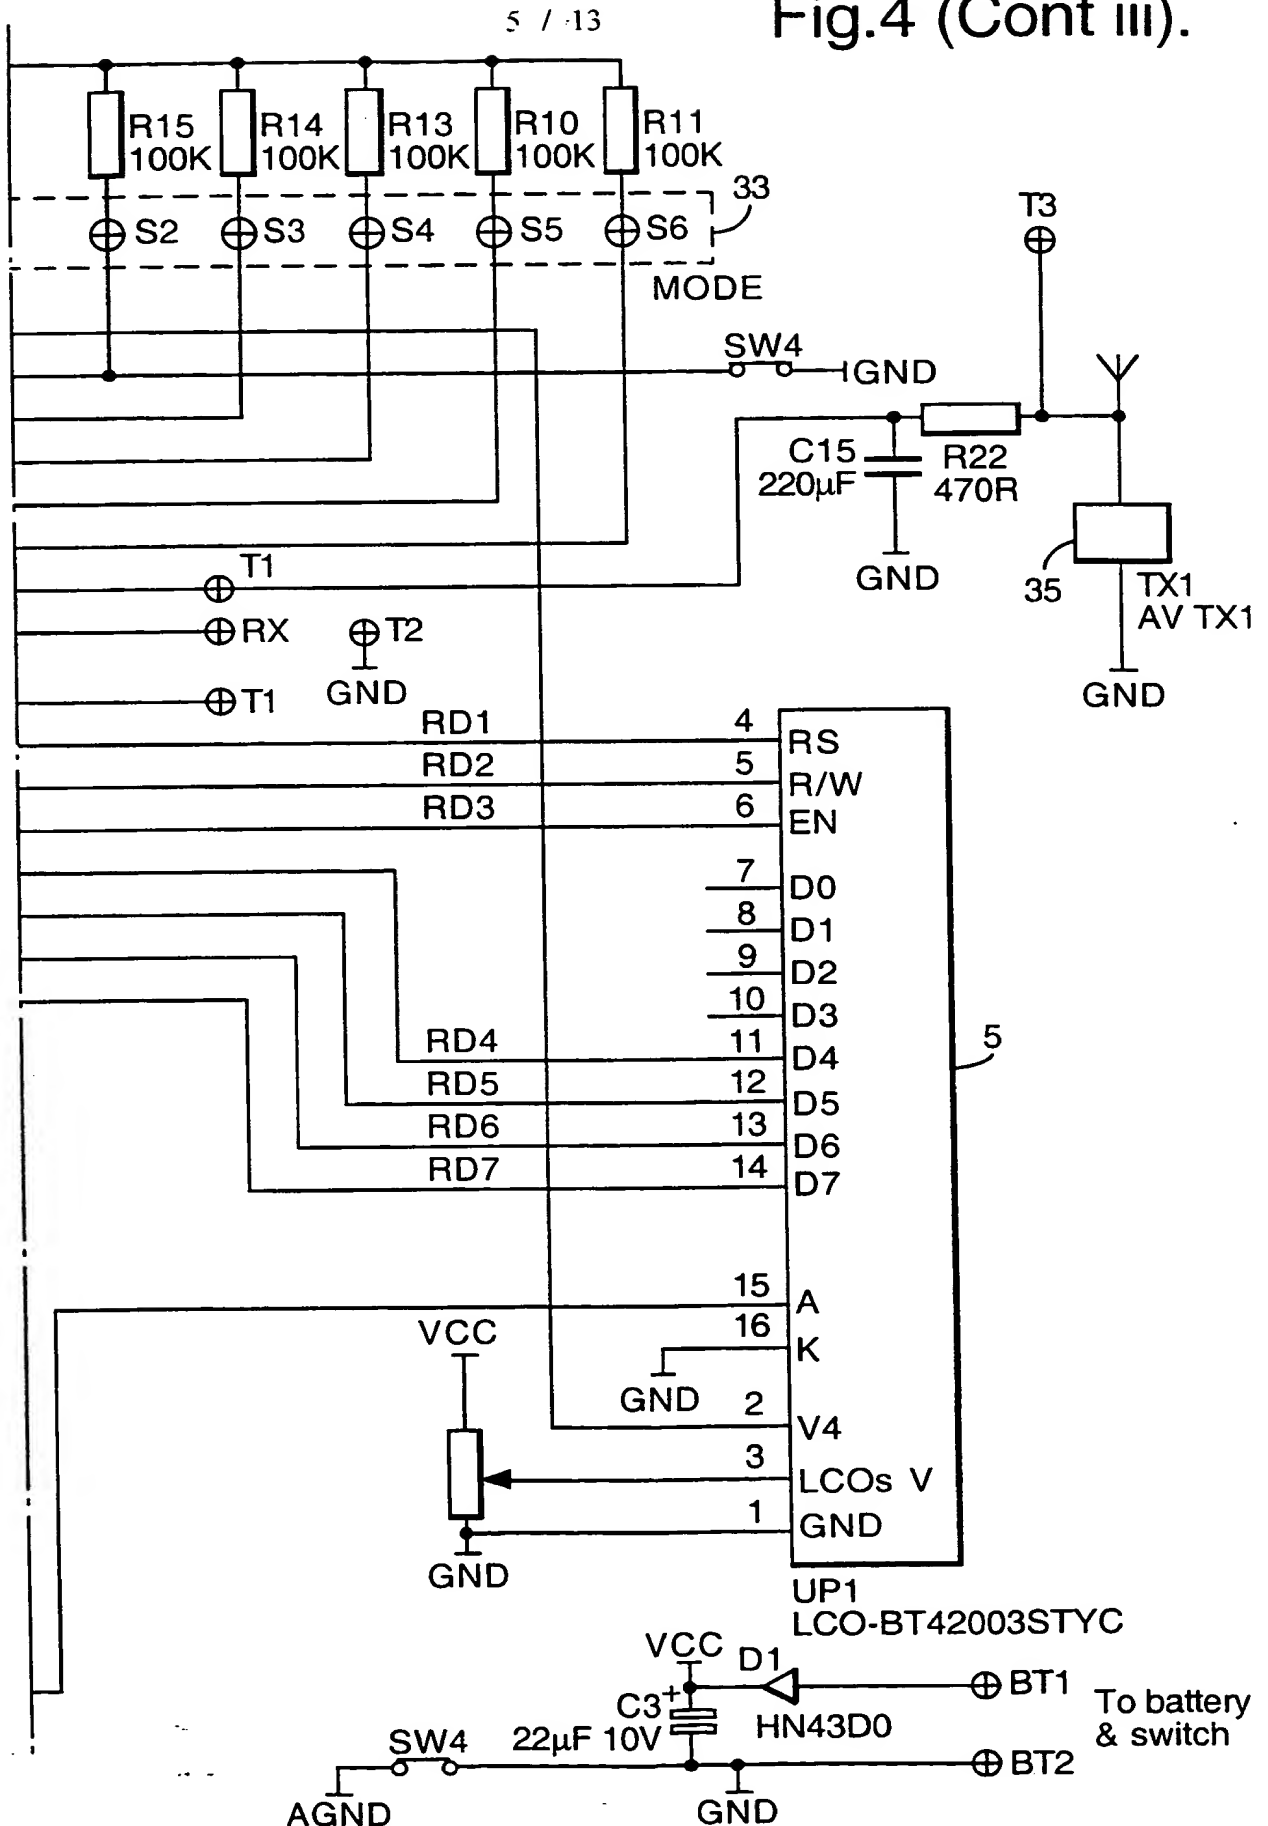 5 / 13
Fig.4 (Cont iii).
R15
100K
R14
100K
R13
100K
R10
100K
R11
100K
33
S2
S3
S4
S5
S6
MODE
T3
SW4
GND
C15
220µF
R22
470R
GND
35
TX1
AV TX1
GND
T1
RX
T2
GND
T1
RD1
4
RS
RD2
5
R/W
RD3
6
EN
7
D0
8
D1
9
D2
10
D3
RD4
11
D4
5
RD5
12
D5
RD6
13
D6
RD7
14
D7
15
A
VCC
16
K
GND
2
V4
3
LCOs V
1
GND
GND
UP1
LCO-BT42003STYC
VCC
D1
BT1
To battery
& switch
C3
+
22µF 10V
HN43D0
SW4
BT2
AGND
GND